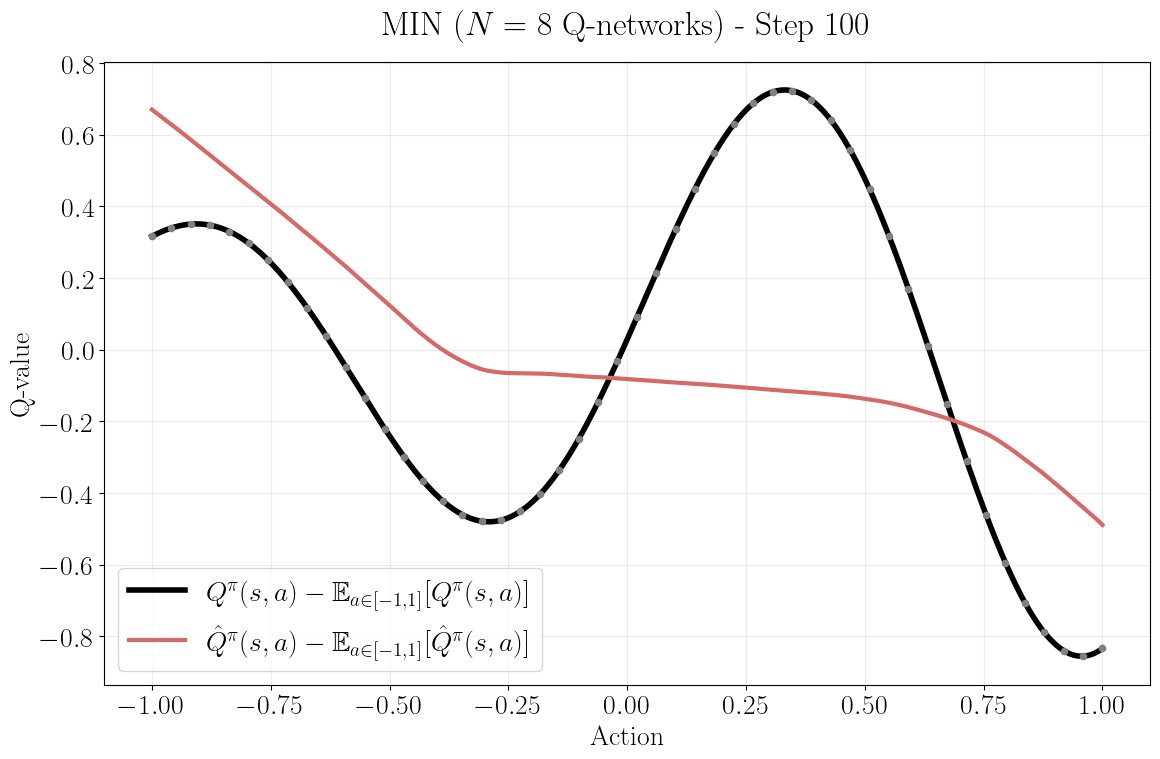 MIN (N = 8 Q-networks) - Step 100
0.8
0.6
0.4
0.2
0.0
−0.2
−0.4
−0.6
−0.8
Q-value
Q^π(s, a) − 𝔼_{a∈[−1,1]}[Q^π(s, a)]
Q̂^π(s, a) − 𝔼_{a∈[−1,1]}[Q̂^π(s, a)]
−1.00 −0.75 −0.50 −0.25 0.00 0.25 0.50 0.75 1.00
Action